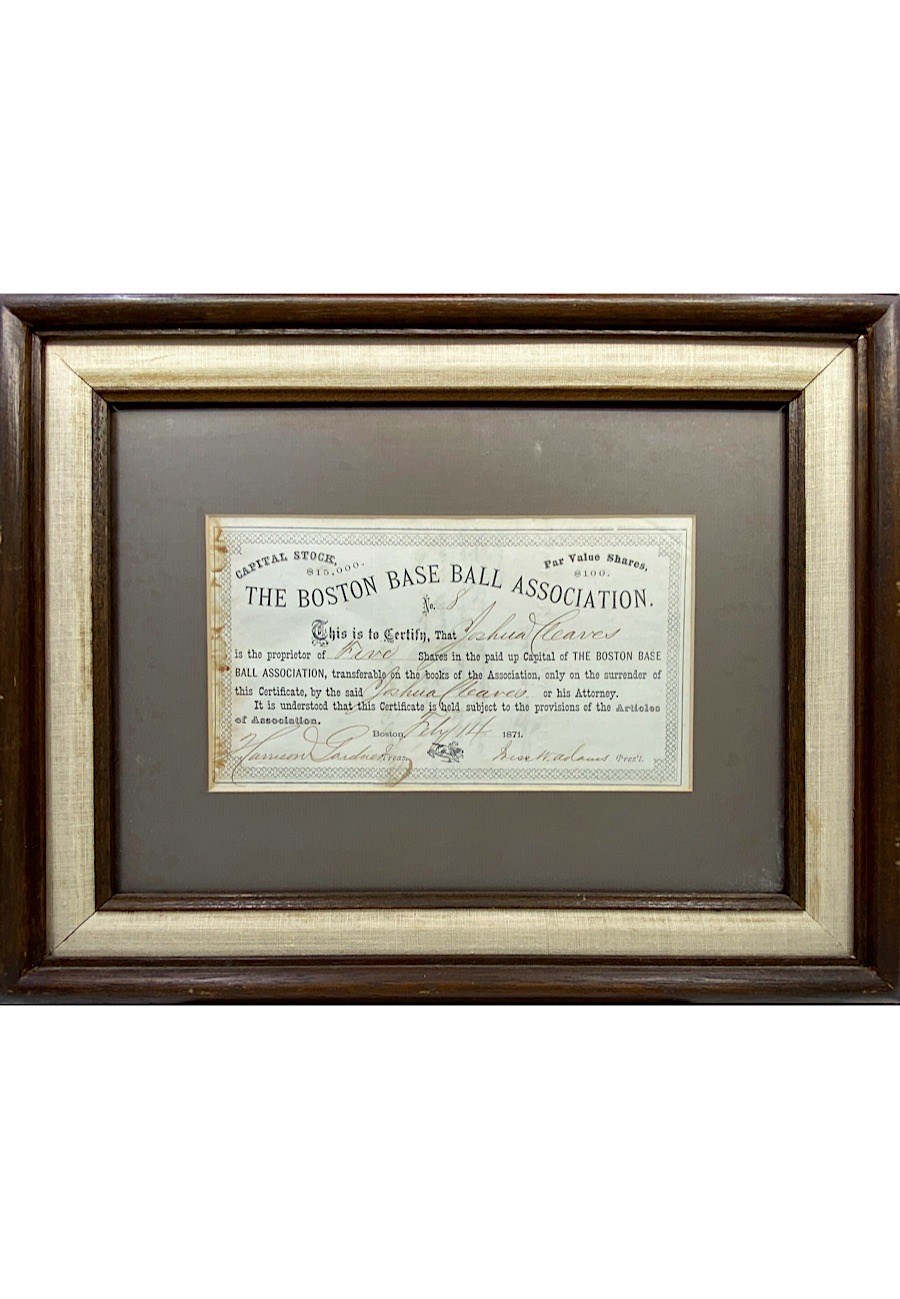 CAPITAL STOCK, Par Value Shares,
$15,000. $100.
THE BOSTON BASE BALL ASSOCIATION.
No. 8
This is to Certify, That Joshua Cleaves
is the proprietor of Five Shares in the paid up Capital of THE BOSTON BASE
BALL ASSOCIATION, transferable on the books of the Association, only on the surrender of
this Certificate, by the said Joshua Cleaves or his Attorney.
It is understood that this Certificate is held subject to the provisions of the Articles
of Association.
Boston, Feby 14 1871.
Harrison Gardner Treas. W. Adams Pres't.